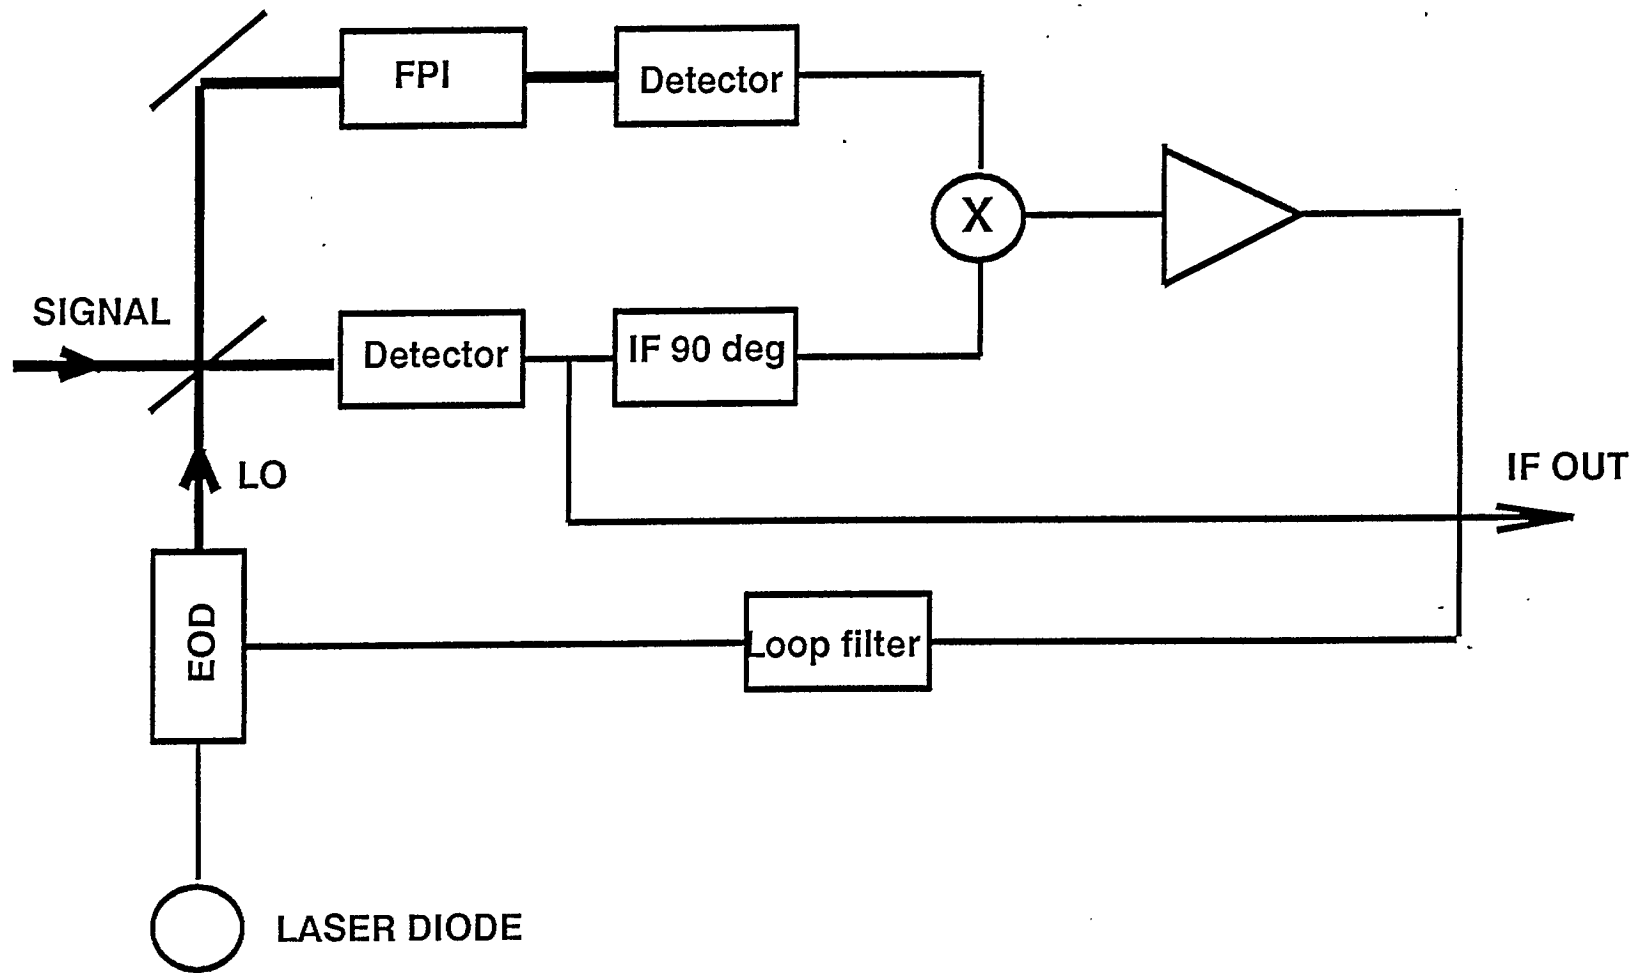 FPI
Detector
X
SIGNAL
Detector
IF 90 deg
LO
IF OUT
EOD
Loop filter
LASER DIODE